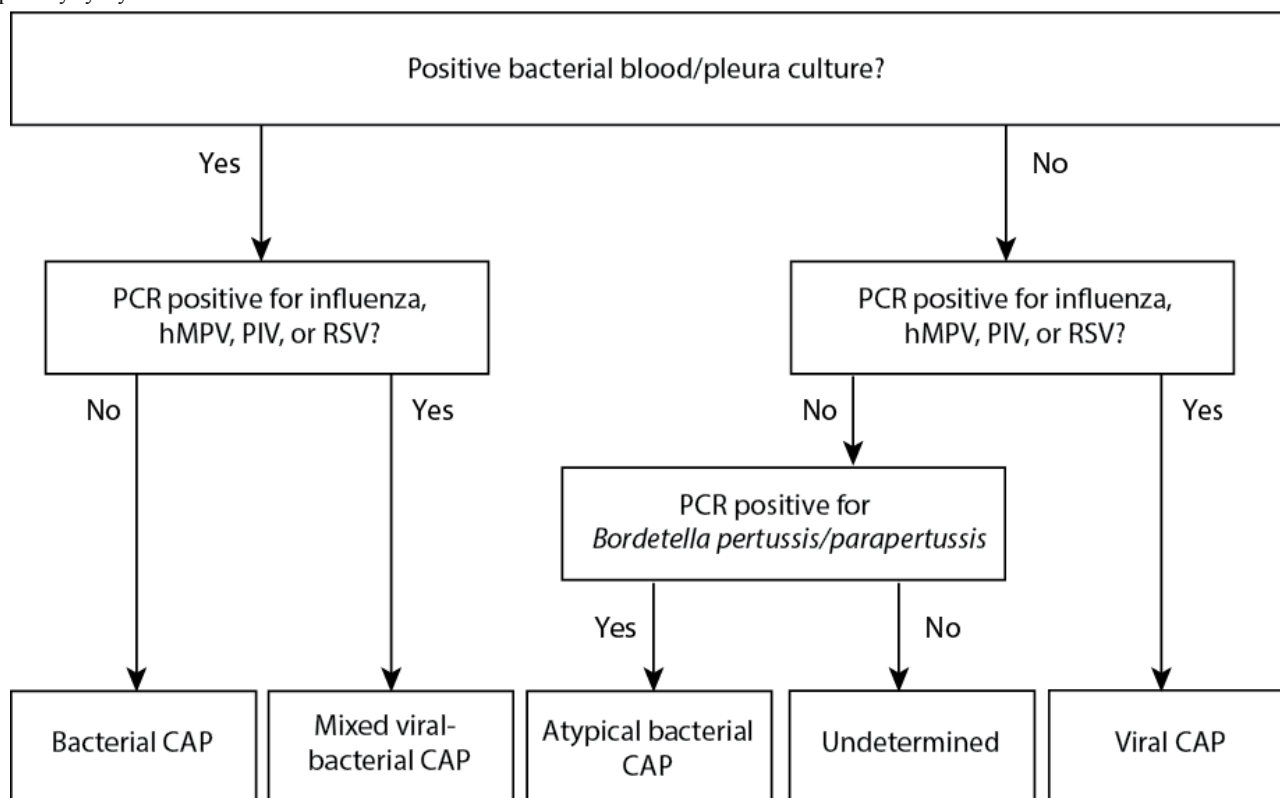 Positive bacterial blood/pleura culture?
Yes
No
PCR positive for influenza,
hMPV, PIV, or RSV?
PCR positive for influenza,
hMPV, PIV, or RSV?
No
Yes
No
Yes
PCR positive for
Bordetella pertussis/parapertussis
Yes
No
Bacterial CAP
Mixed viral-
bacterial CAP
Atypical bacterial
CAP
Undetermined
Viral CAP